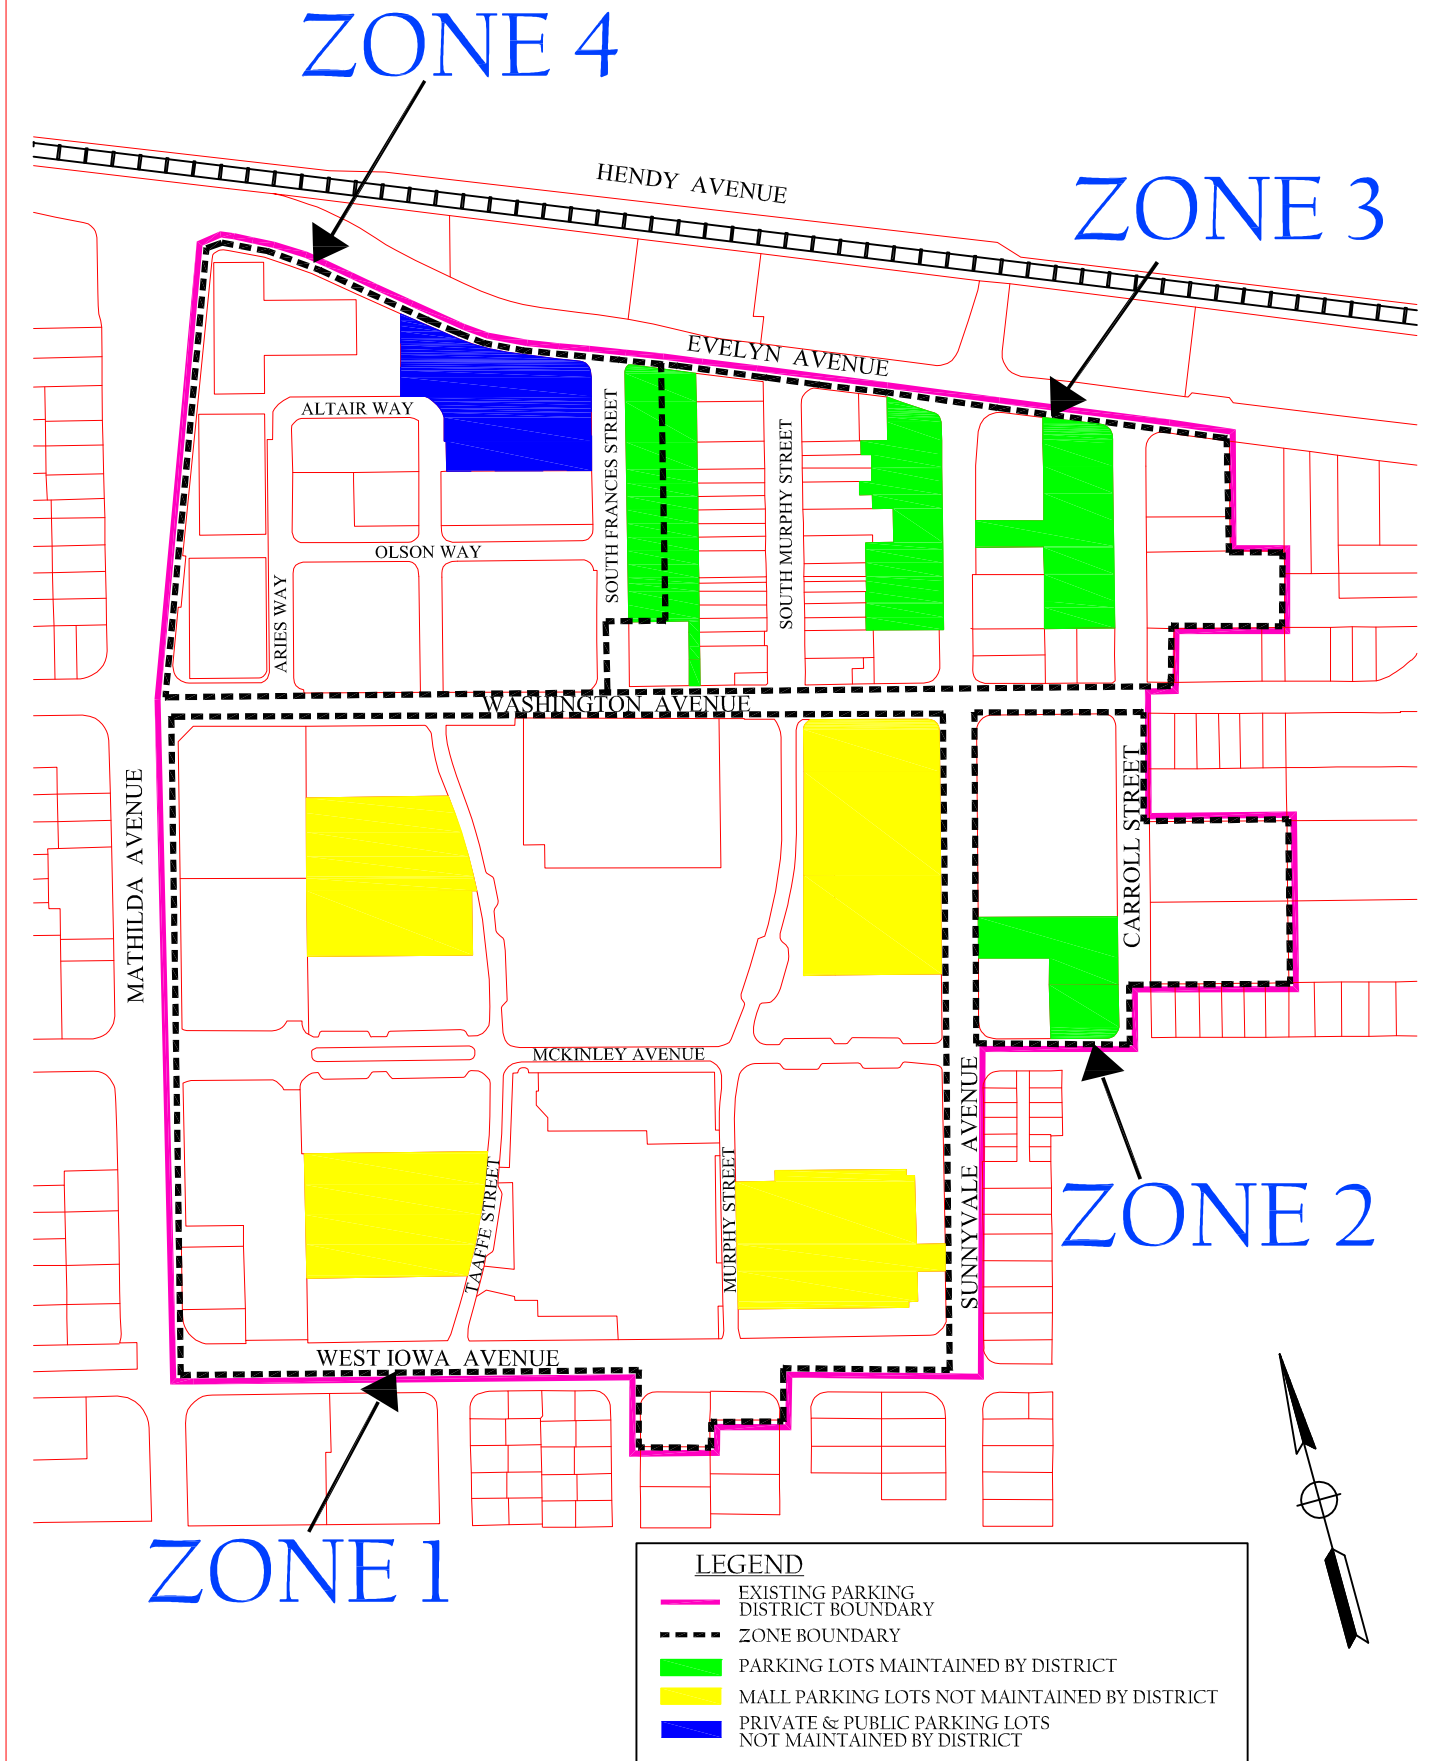 ZONE 4
HENDY AVENUE
ZONE 3
EVELYN AVENUE
ALTAIR WAY
SOUTH FRANCES STREET
SOUTH MURPHY STREET
OLSON WAY
ARIES WAY
WASHINGTON AVENUE
MATHILDA AVENUE
CARROLL STREET
MCKINLEY AVENUE
TAAFFE STREET
MURPHY STREET
SUNNYVALE AVENUE
ZONE 2
WEST IOWA AVENUE
ZONE 1
LEGEND
EXISTING PARKING
DISTRICT BOUNDARY
ZONE BOUNDARY
PARKING LOTS MAINTAINED BY DISTRICT
MALL PARKING LOTS NOT MAINTAINED BY DISTRICT
PRIVATE & PUBLIC PARKING LOTS
NOT MAINTAINED BY DISTRICT